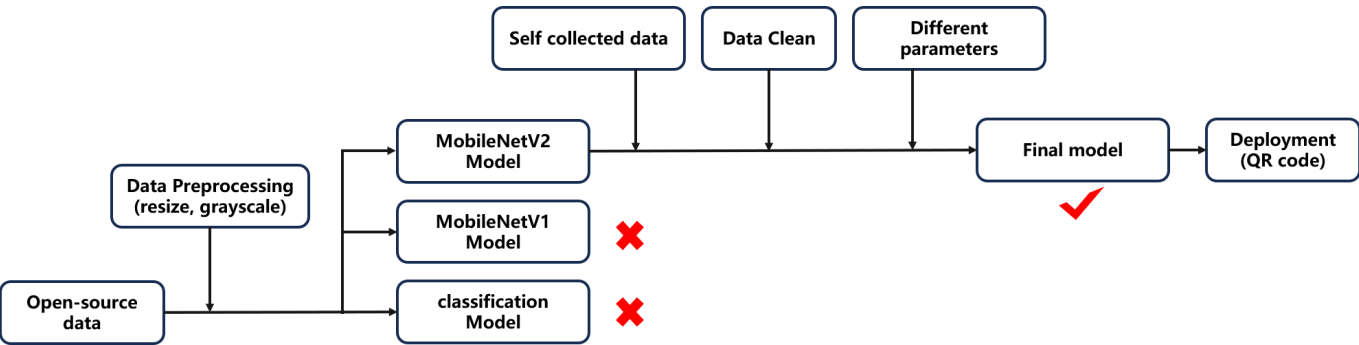 Self collected data
Data Clean
Different
parameters
MobileNetV2
Model
Final model
Deployment
(QR code)
Data Preprocessing
(resize, grayscale)
MobileNetV1
Model
Open-source
data
classification
Model